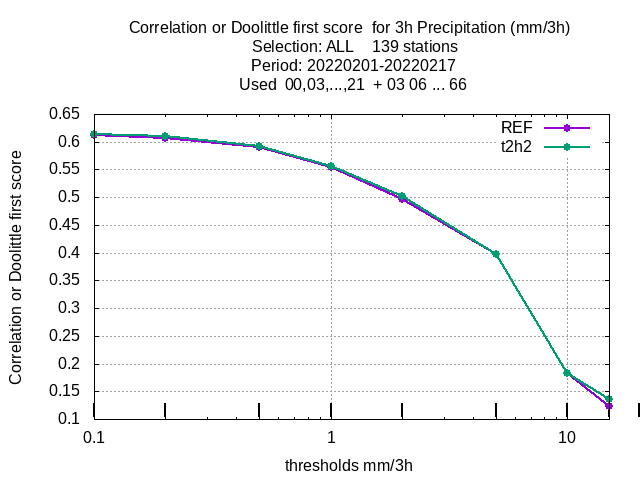 Correlation or Doolittle first score  for 3h Precipitation (mm/3h)
Selection: ALL    139 stations
Period: 20220201-20220217
Used  00,03,...,21  + 03 06 ... 66
REF
t2h2
0.65
0.6
0.55
0.5
0.45
0.4
0.35
0.3
0.25
0.2
0.15
0.1
Correlation or Doolittle first score
0.1
1
10
thresholds mm/3h